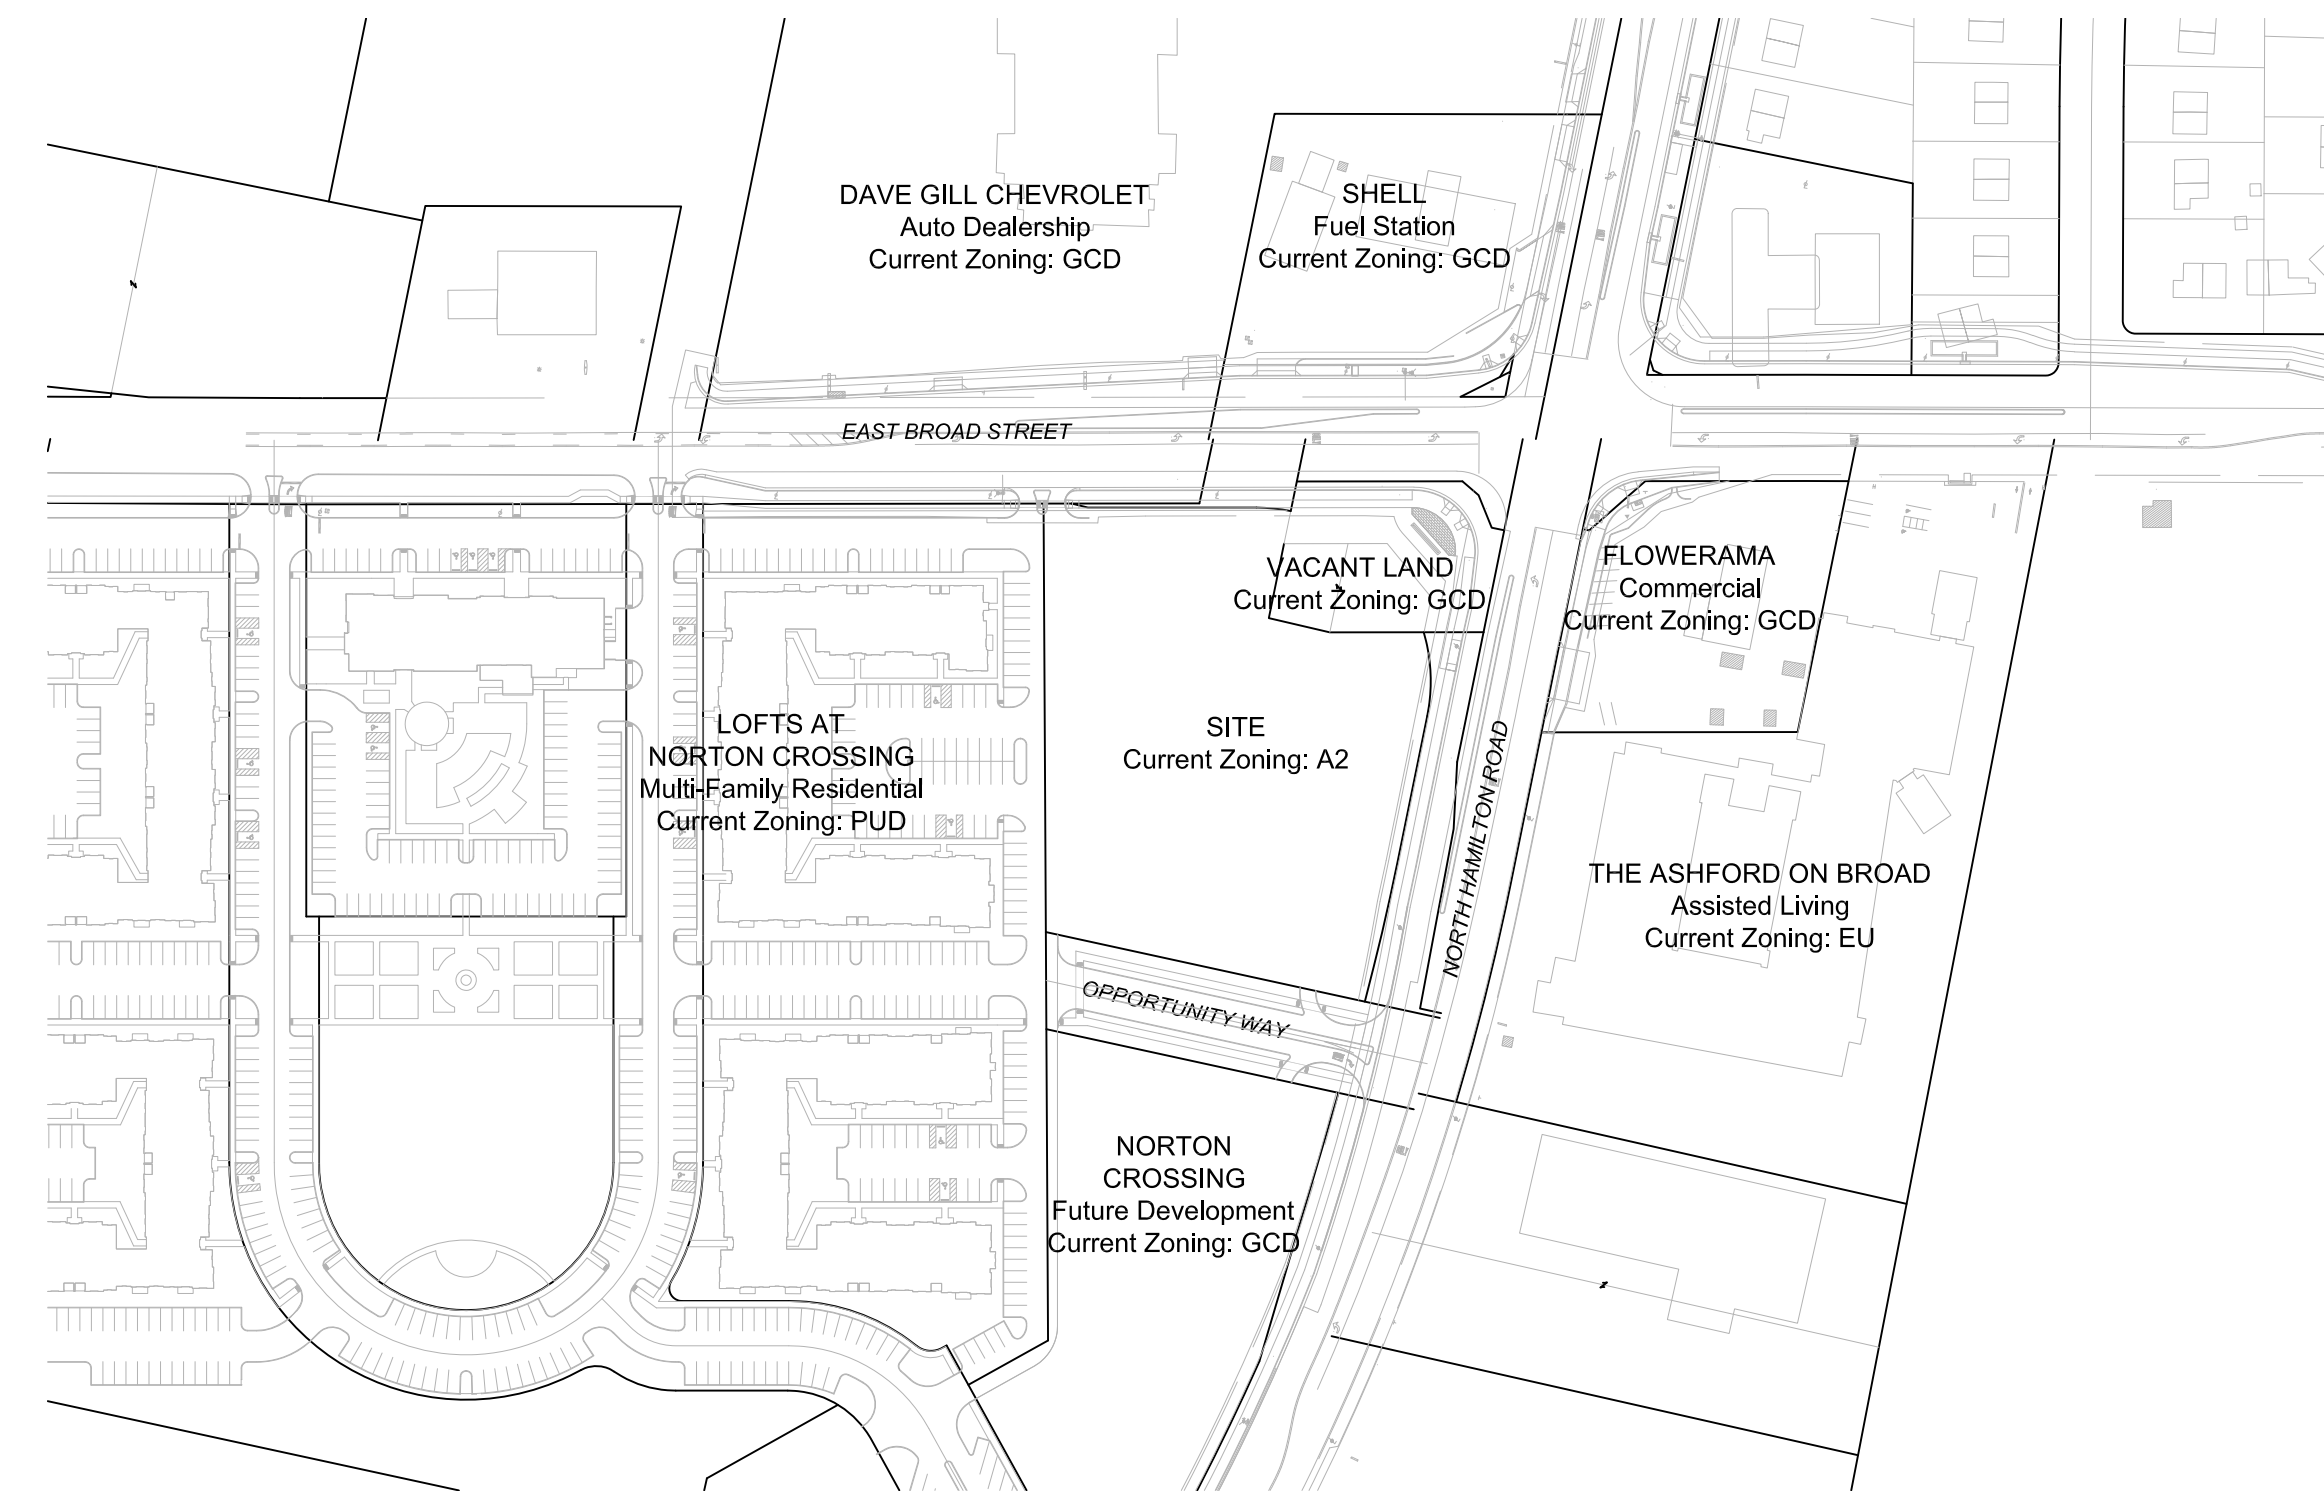 DAVE GILL CHEVROLET
Auto Dealership
Current Zoning: GCD
SHELL
Fuel Station
Current Zoning: GCD
EAST BROAD STREET
VACANT LAND
Current Zoning: GCD
FLOWERAMA
Commercial
Current Zoning: GCD
LOFTS AT
NORTON CROSSING
Multi-Family Residential
Current Zoning: PUD
SITE
Current Zoning: A2
NORTH HAMILTON ROAD
THE ASHFORD ON BROAD
Assisted Living
Current Zoning: EU
OPPORTUNITY WAY
NORTON
CROSSING
Future Development
Current Zoning: GCD